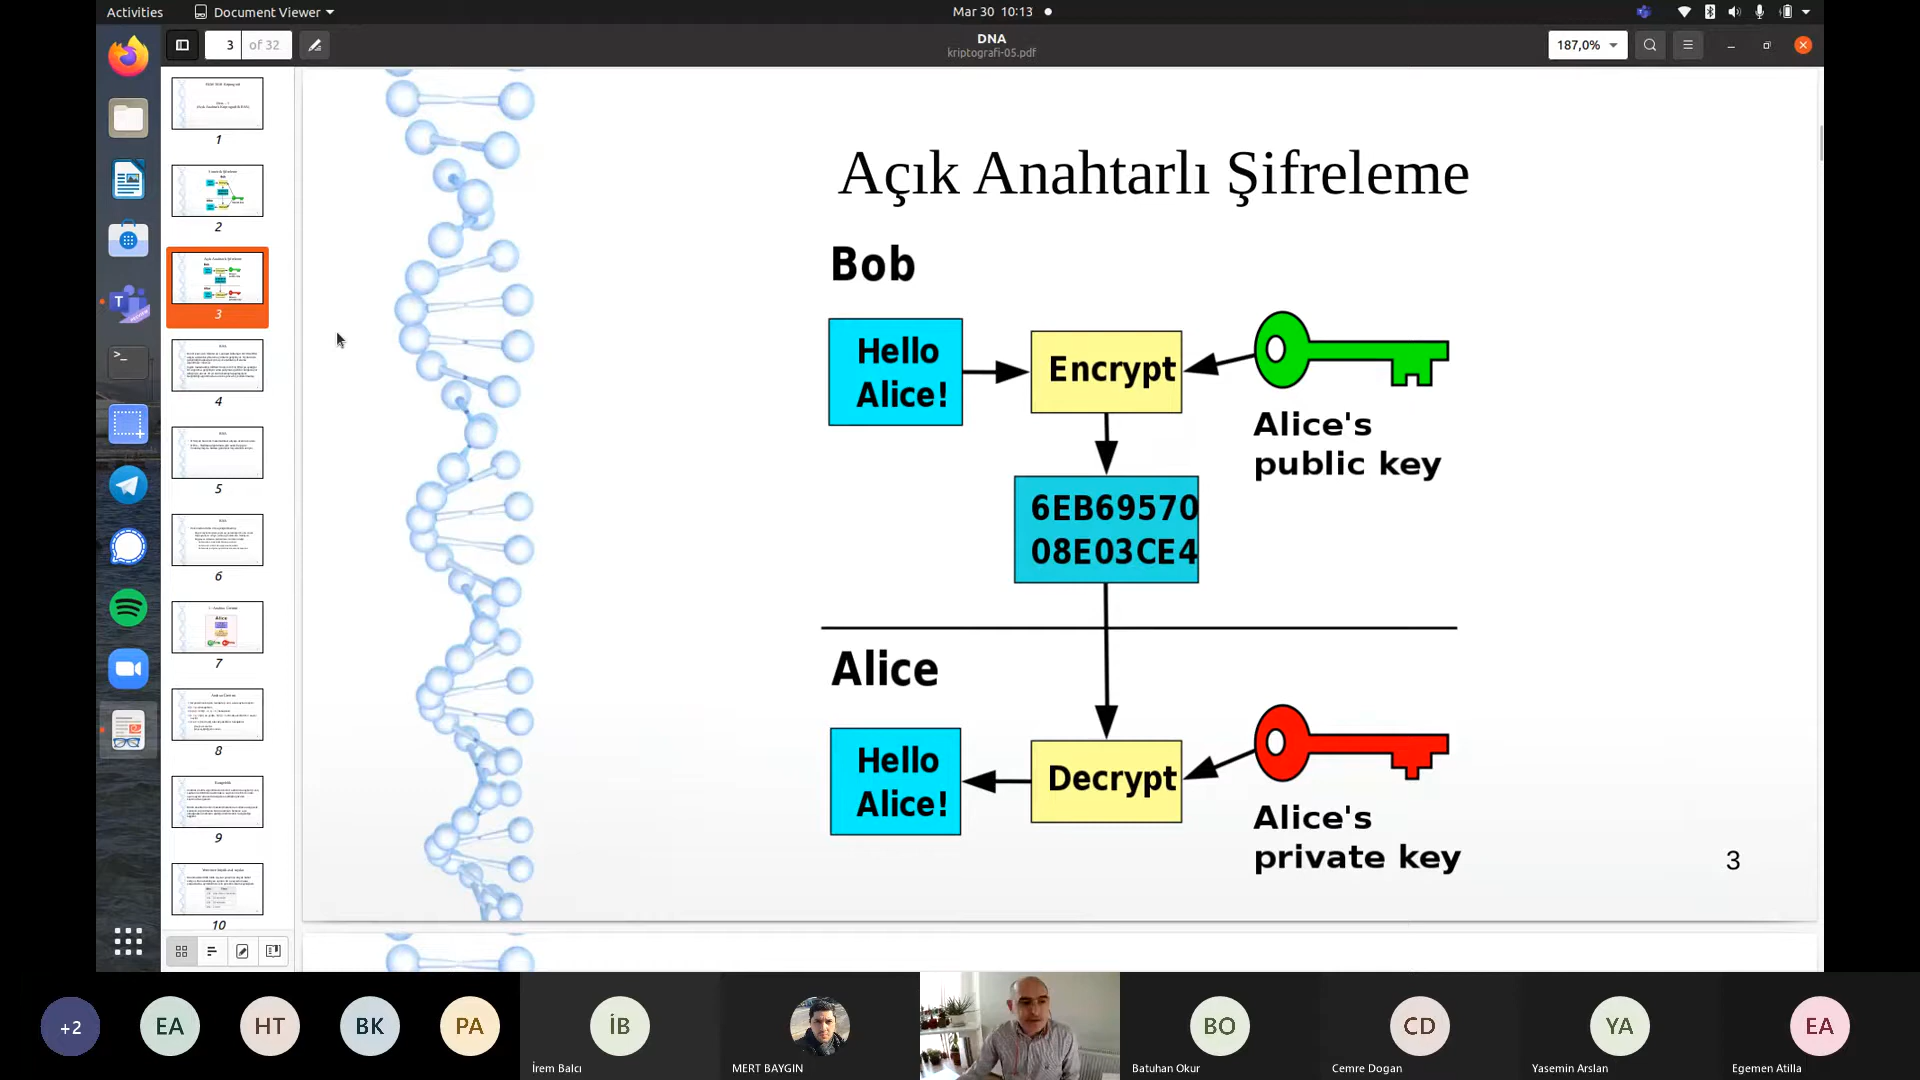 Activities
Document Viewer
Mar 30 10:13
3 of 32
DNA
kriptografi-05.pdf
187,0%
1
2
3
4
5
6
7
8
9
10
Açık Anahtarlı Şifreleme
Bob
Hello
Alice!
Encrypt
Alice's
public key
6EB69570
08E03CE4
Alice
Hello
Alice!
Decrypt
Alice's
private key
3
+2
EA
HT
BK
PA
İB
İrem Balcı
MERT BAYGIN
BO
Batuhan Okur
CD
Cemre Dogan
YA
Yasemin Arslan
EA
Egemen Atilla